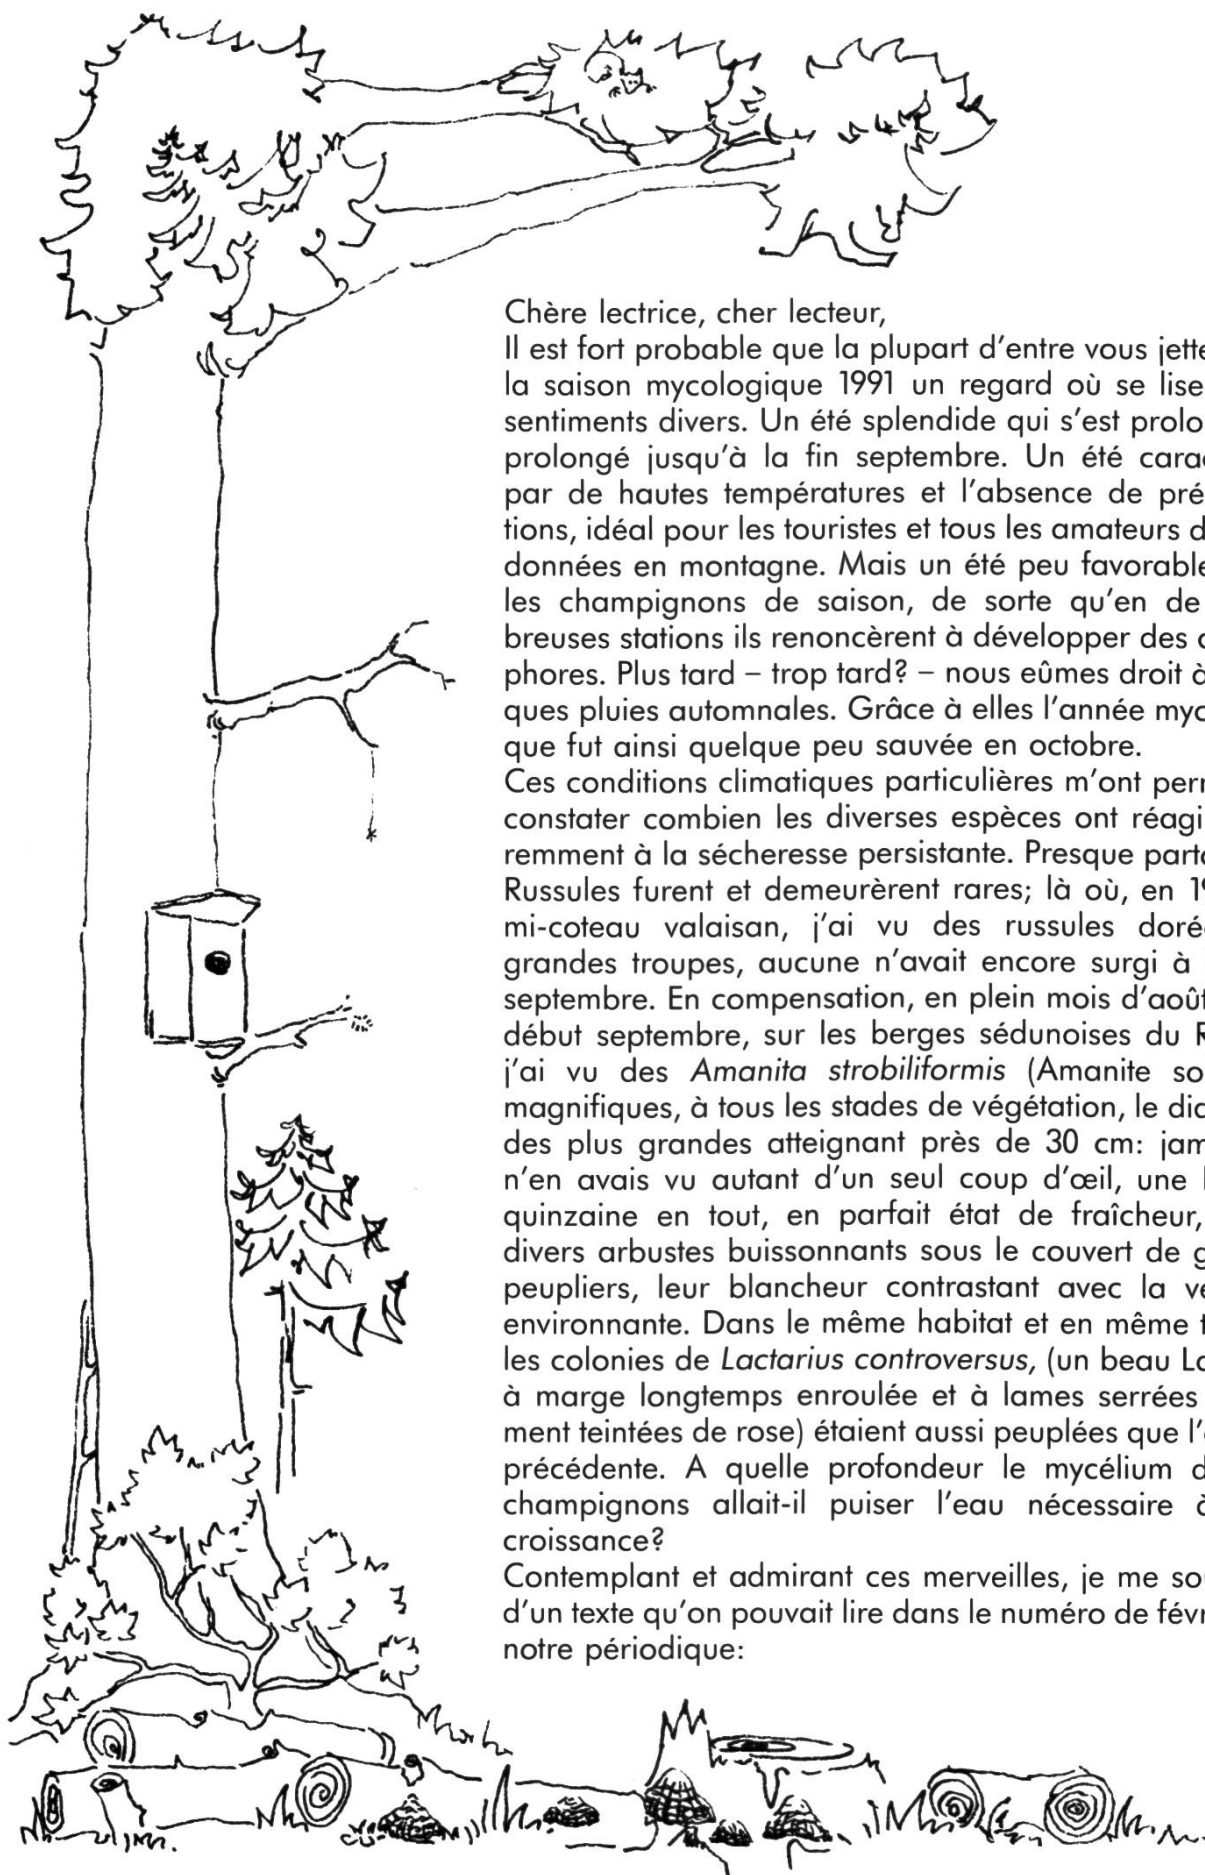 Chère lectrice, cher lecteur,
Il est fort probable que la plupart d'entre vous jette
la saison mycologique 1991 un regard où se lise
sentiments divers. Un été splendide qui s'est prolo
prolongé jusqu'à la fin septembre. Un été cara
par de hautes températures et l'absence de pré
tions, idéal pour les touristes et tous les amateurs d
données en montagne. Mais un été peu favorable
les champignons de saison, de sorte qu'en de
breuses stations ils renoncèrent à développer des
phores. Plus tard – trop tard? – nous eûmes droit à
ques pluies automnales. Grâce à elles l'année myc
que fut ainsi quelque peu sauvée en octobre.
Ces conditions climatiques particulières m'ont perr
constater combien les diverses espèces ont réagi
remment à la sécheresse persistante. Presque parto
Russules furent et demeurèrent rares; là où, en 19
mi-coteau valaisan, j'ai vu des russules doré
grandes troupes, aucune n'avait encore surgi à
septembre. En compensation, en plein mois d'août
début septembre, sur les berges sédunoises du R
j'ai vu des Amanita strobiliformis (Amanite so
magnifiques, à tous les stades de végétation, le dia
des plus grandes atteignant près de 30 cm: jam
n'en avais vu autant d'un seul coup d'œil, une
quinzaine en tout, en parfait état de fraîcheur,
divers arbustes buissonnants sous le couvert de g
peupliers, leur blancheur contrastant avec la ve
environnante. Dans le même habitat et en même t
les colonies de Lactarius controversus, (un beau La
à marge longtemps enroulée et à lames serrées
ment teintées de rose) étaient aussi peuplées que l'
précédente. A quelle profondeur le mycélium d
champignons allait-il puiser l'eau nécessaire à
croissance?
Contemplant et admirant ces merveilles, je me sou
d'un texte qu'on pouvait lire dans le numéro de févr
notre périodique: